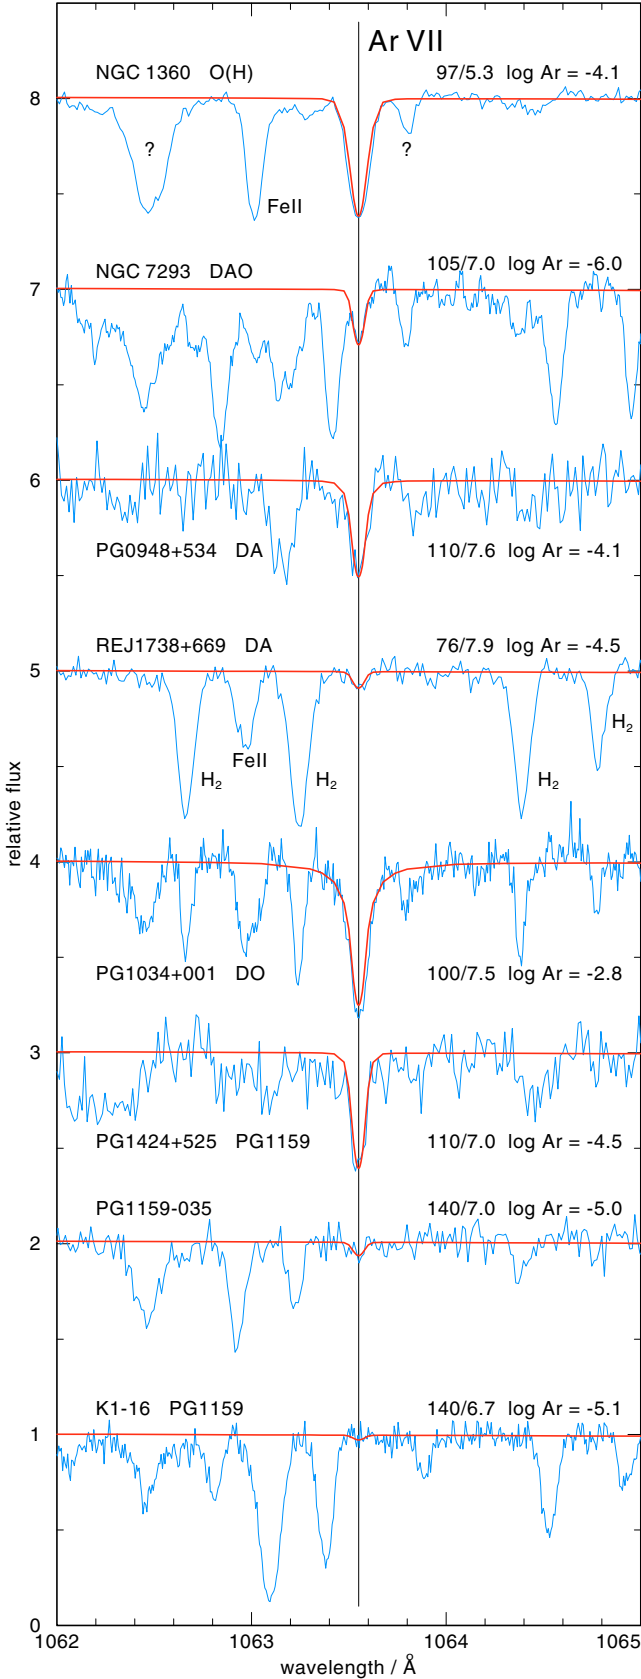 Ar VII
NGC 1360 O(H) 97/5.3 log Ar = -4.1
8
?
?
FeII
NGC 7293 DAO 105/7.0 log Ar = -6.0
7
6
PG0948+534 DA 110/7.6 log Ar = -4.1
REJ1738+669 DA 76/7.9 log Ar = -4.5
5
H₂
FeII
H₂
H₂
H₂
relative flux
4
PG1034+001 DO 100/7.5 log Ar = -2.8
3
PG1424+525 PG1159 110/7.0 log Ar = -4.5
PG1159-035 140/7.0 log Ar = -5.0
2
K1-16 PG1159 140/6.7 log Ar = -5.1
1
0
1062 1063 1064 1065
wavelength / Å